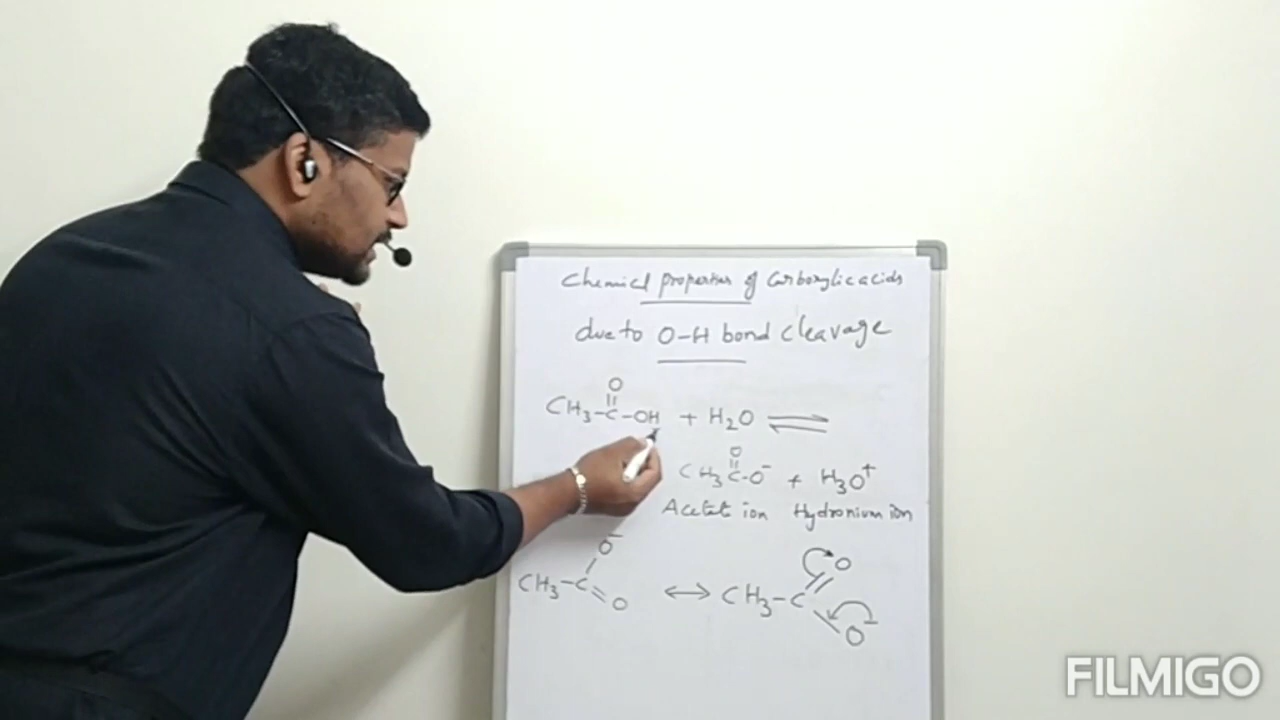 Chemical properties of Carboxylic acids
due to O-H bond cleavage
O
CH3-C-OH + H2O ⇌
O
CH3C-O⁻ + H3O⁺
Acetat ion Hydronium ion
O⁻ O
CH3-C ↔ CH3-C
O O⁻
FILMIGO